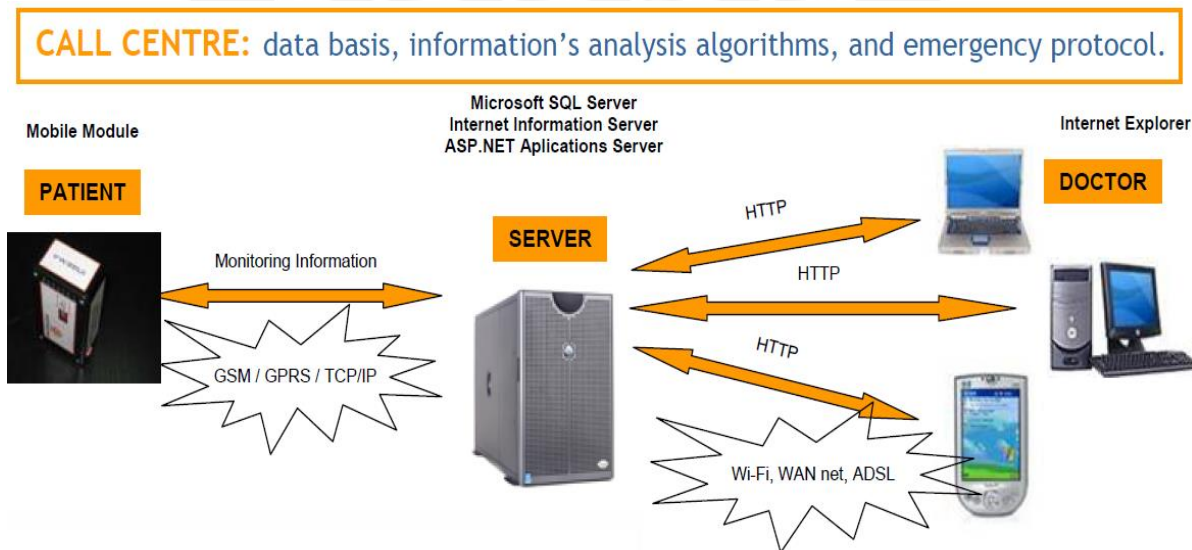 CALL CENTRE: data basis, information's analysis algorithms, and emergency protocol.
Microsoft SQL Server
Internet Information Server
ASP.NET Aplications Server
Mobile Module
Internet Explorer
PATIENT
DOCTOR
SERVER
HTTP
Monitoring Information
HTTP
HTTP
GSM / GPRS / TCP/IP
Wi-Fi, WAN net, ADSL